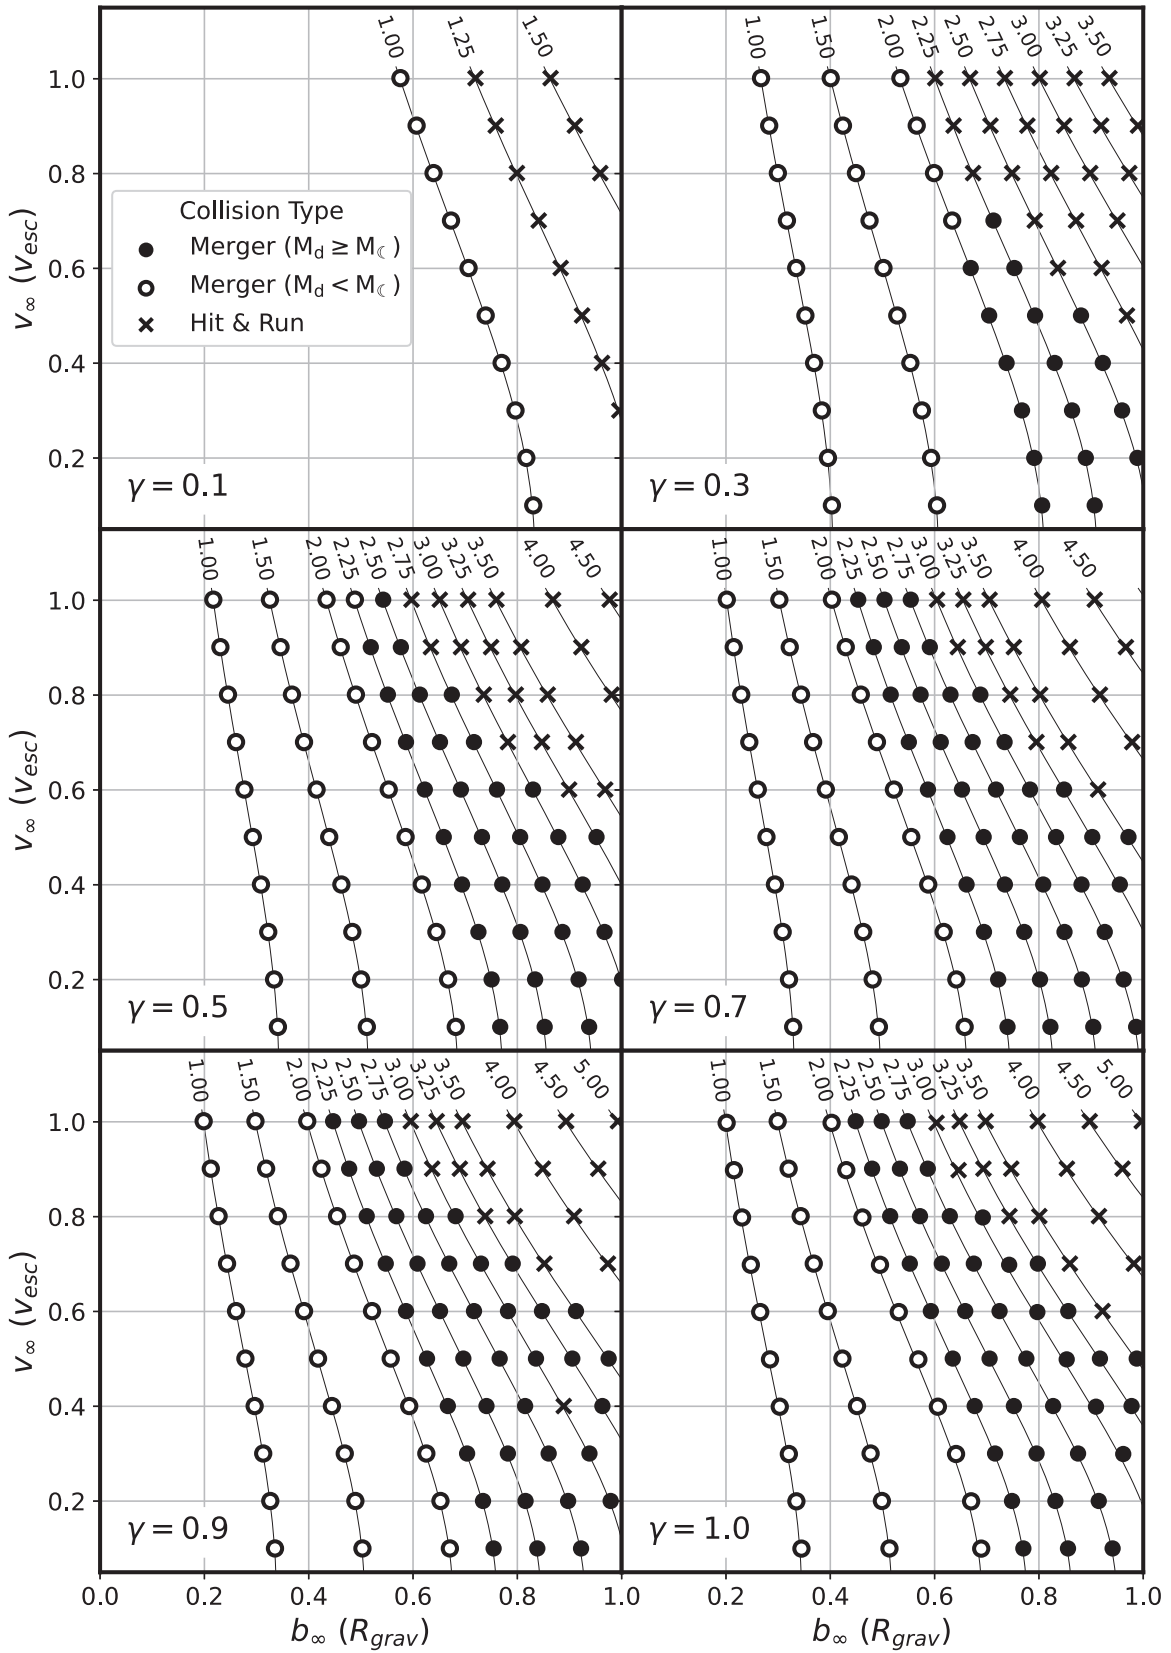 1.00 1.25 1.50
1.00 1.50 2.00 2.25 2.50 2.75 3.00 3.25 3.50
1.0
0.8
0.6
0.4
0.2
v∞ (vesc)
Collision Type
Merger (Md ≥ M☾)
Merger (Md < M☾)
Hit & Run
γ = 0.1
γ = 0.3
1.00 1.50 2.00 2.25 2.50 2.75 3.00 3.25 3.50 4.00 4.50
1.00 1.50 2.00 2.25 2.50 2.75 3.00 3.25 3.50 4.00 4.50
1.0
0.8
0.6
0.4
0.2
v∞ (vesc)
γ = 0.5
γ = 0.7
1.00 1.50 2.00 2.25 2.50 2.75 3.00 3.25 3.50 4.00 4.50 5.00
1.00 1.50 2.00 2.25 2.50 2.75 3.00 3.25 3.50 4.00 4.50 5.00
1.0
0.8
0.6
0.4
0.2
v∞ (vesc)
γ = 0.9
γ = 1.0
0.0 0.2 0.4 0.6 0.8 1.0
0.2 0.4 0.6 0.8 1.0
b∞ (Rgrav)
b∞ (Rgrav)